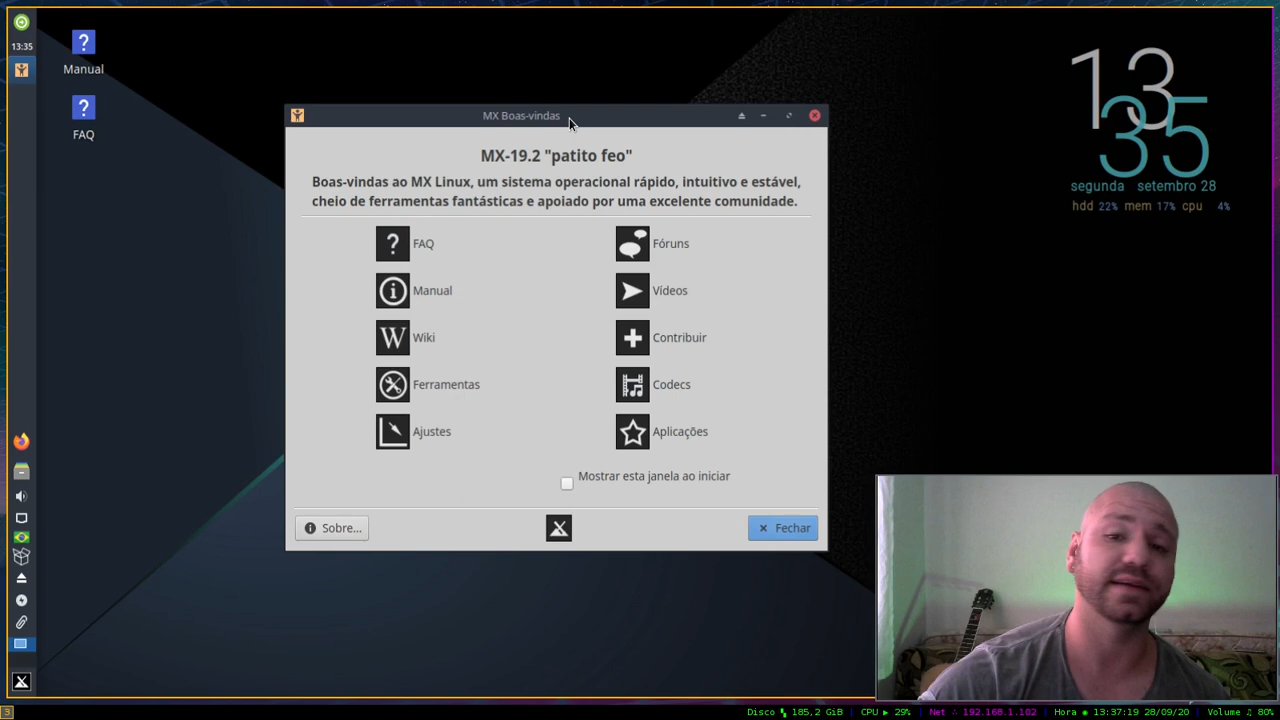 13:35
Manual
FAQ
MX Boas-vindas
MX-19.2 "patito feo"
Boas-vindas ao MX Linux, um sistema operacional rápido, intuitivo e estável,
cheio de ferramentas fantásticas e apoiado por uma excelente comunidade.
FAQ
Fóruns
Manual
Vídeos
Wiki
Contribuir
Ferramentas
Codecs
Ajustes
Aplicações
Mostrar esta janela ao iniciar
Sobre...
Fechar
13
35
segunda setembro 28
hdd 22% mem 17% cpu 4%
3
Disco 185,2 GiB | CPU 29% | Net 192.168.1.102 | Hora 13:37:19 28/09/20 | Volume 80%